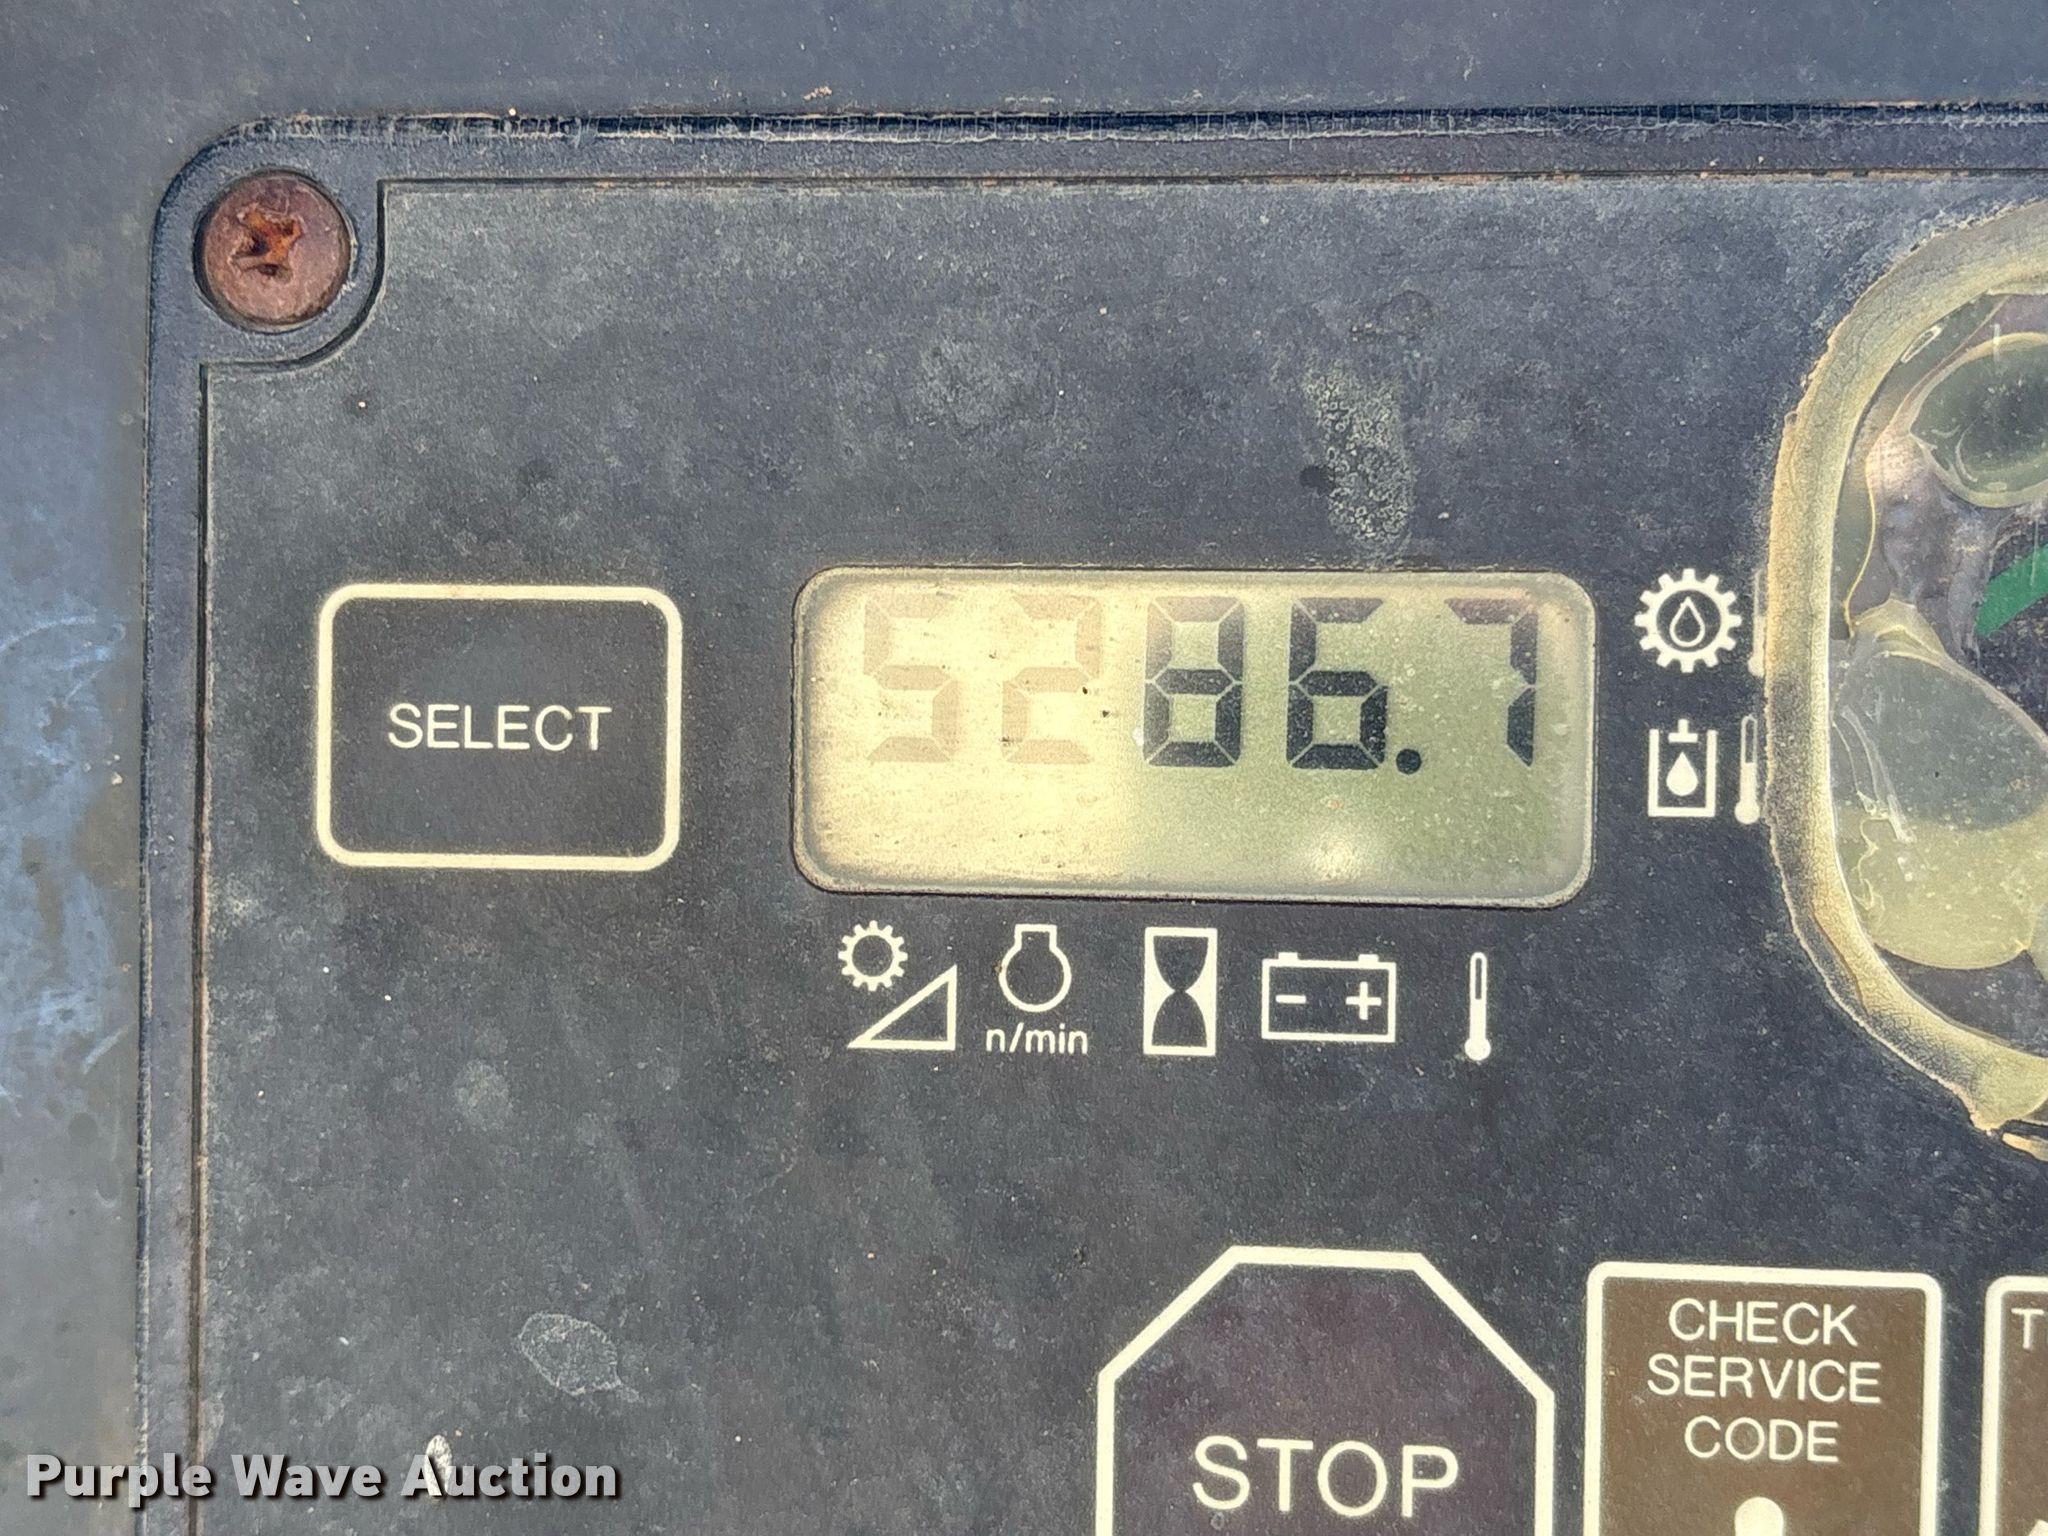 5286.7
SELECT
n/min
STOP
CHECK
SERVICE
CODE
T
Purple Wave Auction